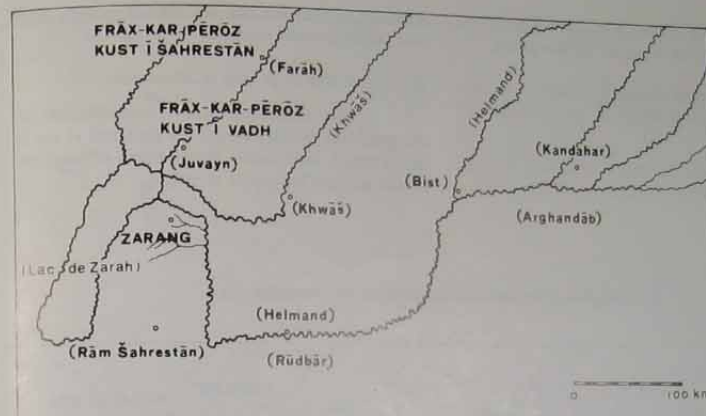 FRĀX-KAR-PĒRŌZ
KUST Ī ŠAHRESTĀN
(Farāh)
FRĀX-KAR-PĒRŌZ
KUST Ī VADH
(Khwāš)
(Helmand)
(Juvayn)
(Kandahar)
(Bist)
(Khwāš)
(Arghandāb)
ZARANG
(Lac de Zarah)
(Helmand)
(Rām Šahrestān)
(Rūdbār)
0 100 km